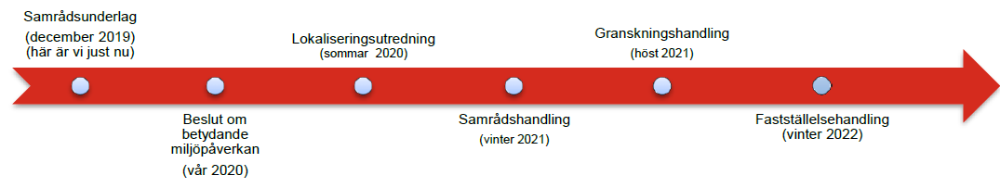 Samrådsunderlag
(december 2019)
(här är vi just nu)
Beslut om
betydande
miljöpåverkan
(vår 2020)
Lokaliseringsutredning
(sommar 2020)
Samrådshandling
(vinter 2021)
Granskningshandling
(höst 2021)
Fastställelsehandling
(vinter 2022)